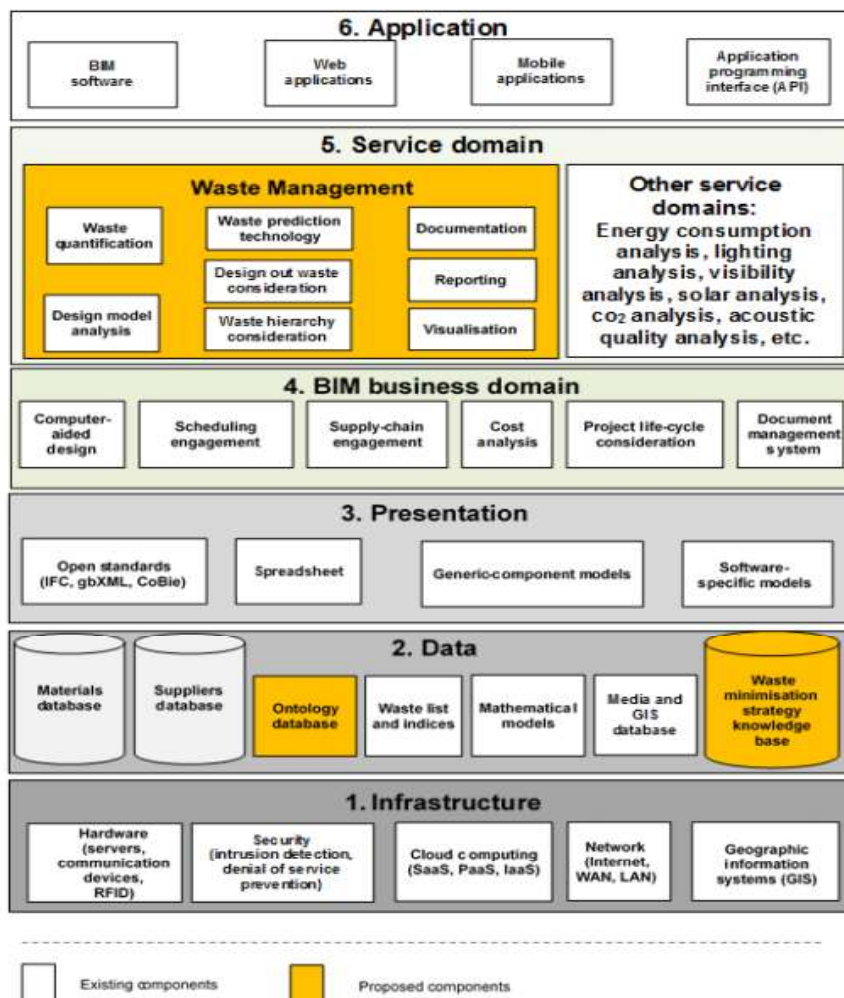 6. Application
BIM
software
Web
applications
Mobile
applications
Application
programming
interface (API)
5. Service domain
Waste Management
Waste
quantification
Design model
analysis
Waste prediction
technology
Design out waste
consideration
Waste hierarchy
consideration
Documentation
Reporting
Visualisation
Other service
domains:
Energy consumption
analysis, lighting
analysis, visibility
analysis, solar analysis,
co₂ analysis, acoustic
quality analysis, etc.
4. BIM business domain
Computer-
aided
design
Scheduling
engagement
Supply-chain
engagement
Cost
analysis
Project life-cycle
consideration
Document
management
system
3. Presentation
Open standards
(IFC, gbXML, CoBie)
Spreadsheet
Generic-component models
Software-
specific models
2. Data
Materials
database
Suppliers
database
Ontology
database
Waste list
and indices
Mathematical
models
Media and
GIS
database
Waste
minimisation
strategy
knowledge
base
1. Infrastructure
Hardware
(servers,
communication
devices,
RFID)
Security
(intrusion detection,
denial of service
prevention)
Cloud computing
(SaaS, PaaS, IaaS)
Network
(Internet,
WAN, LAN)
Geographic
information
systems (GIS)
Existing components
Proposed components